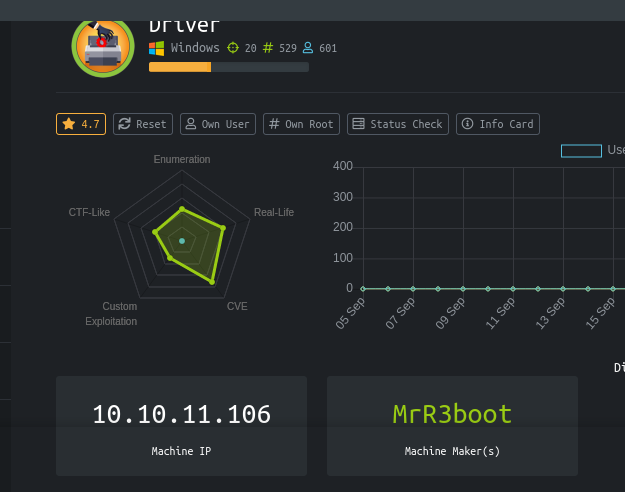 Driver
Windows 20 529 601
4.7 Reset Own User Own Root Status Check Info Card
Enumeration
CTF-Like
Real-Life
Custom
Exploitation
CVE
Use
400
300
200
100
0
05 Sep 07 Sep 09 Sep 11 Sep 13 Sep 15 Sep
Di
10.10.11.106
Machine IP
MrR3boot
Machine Maker(s)